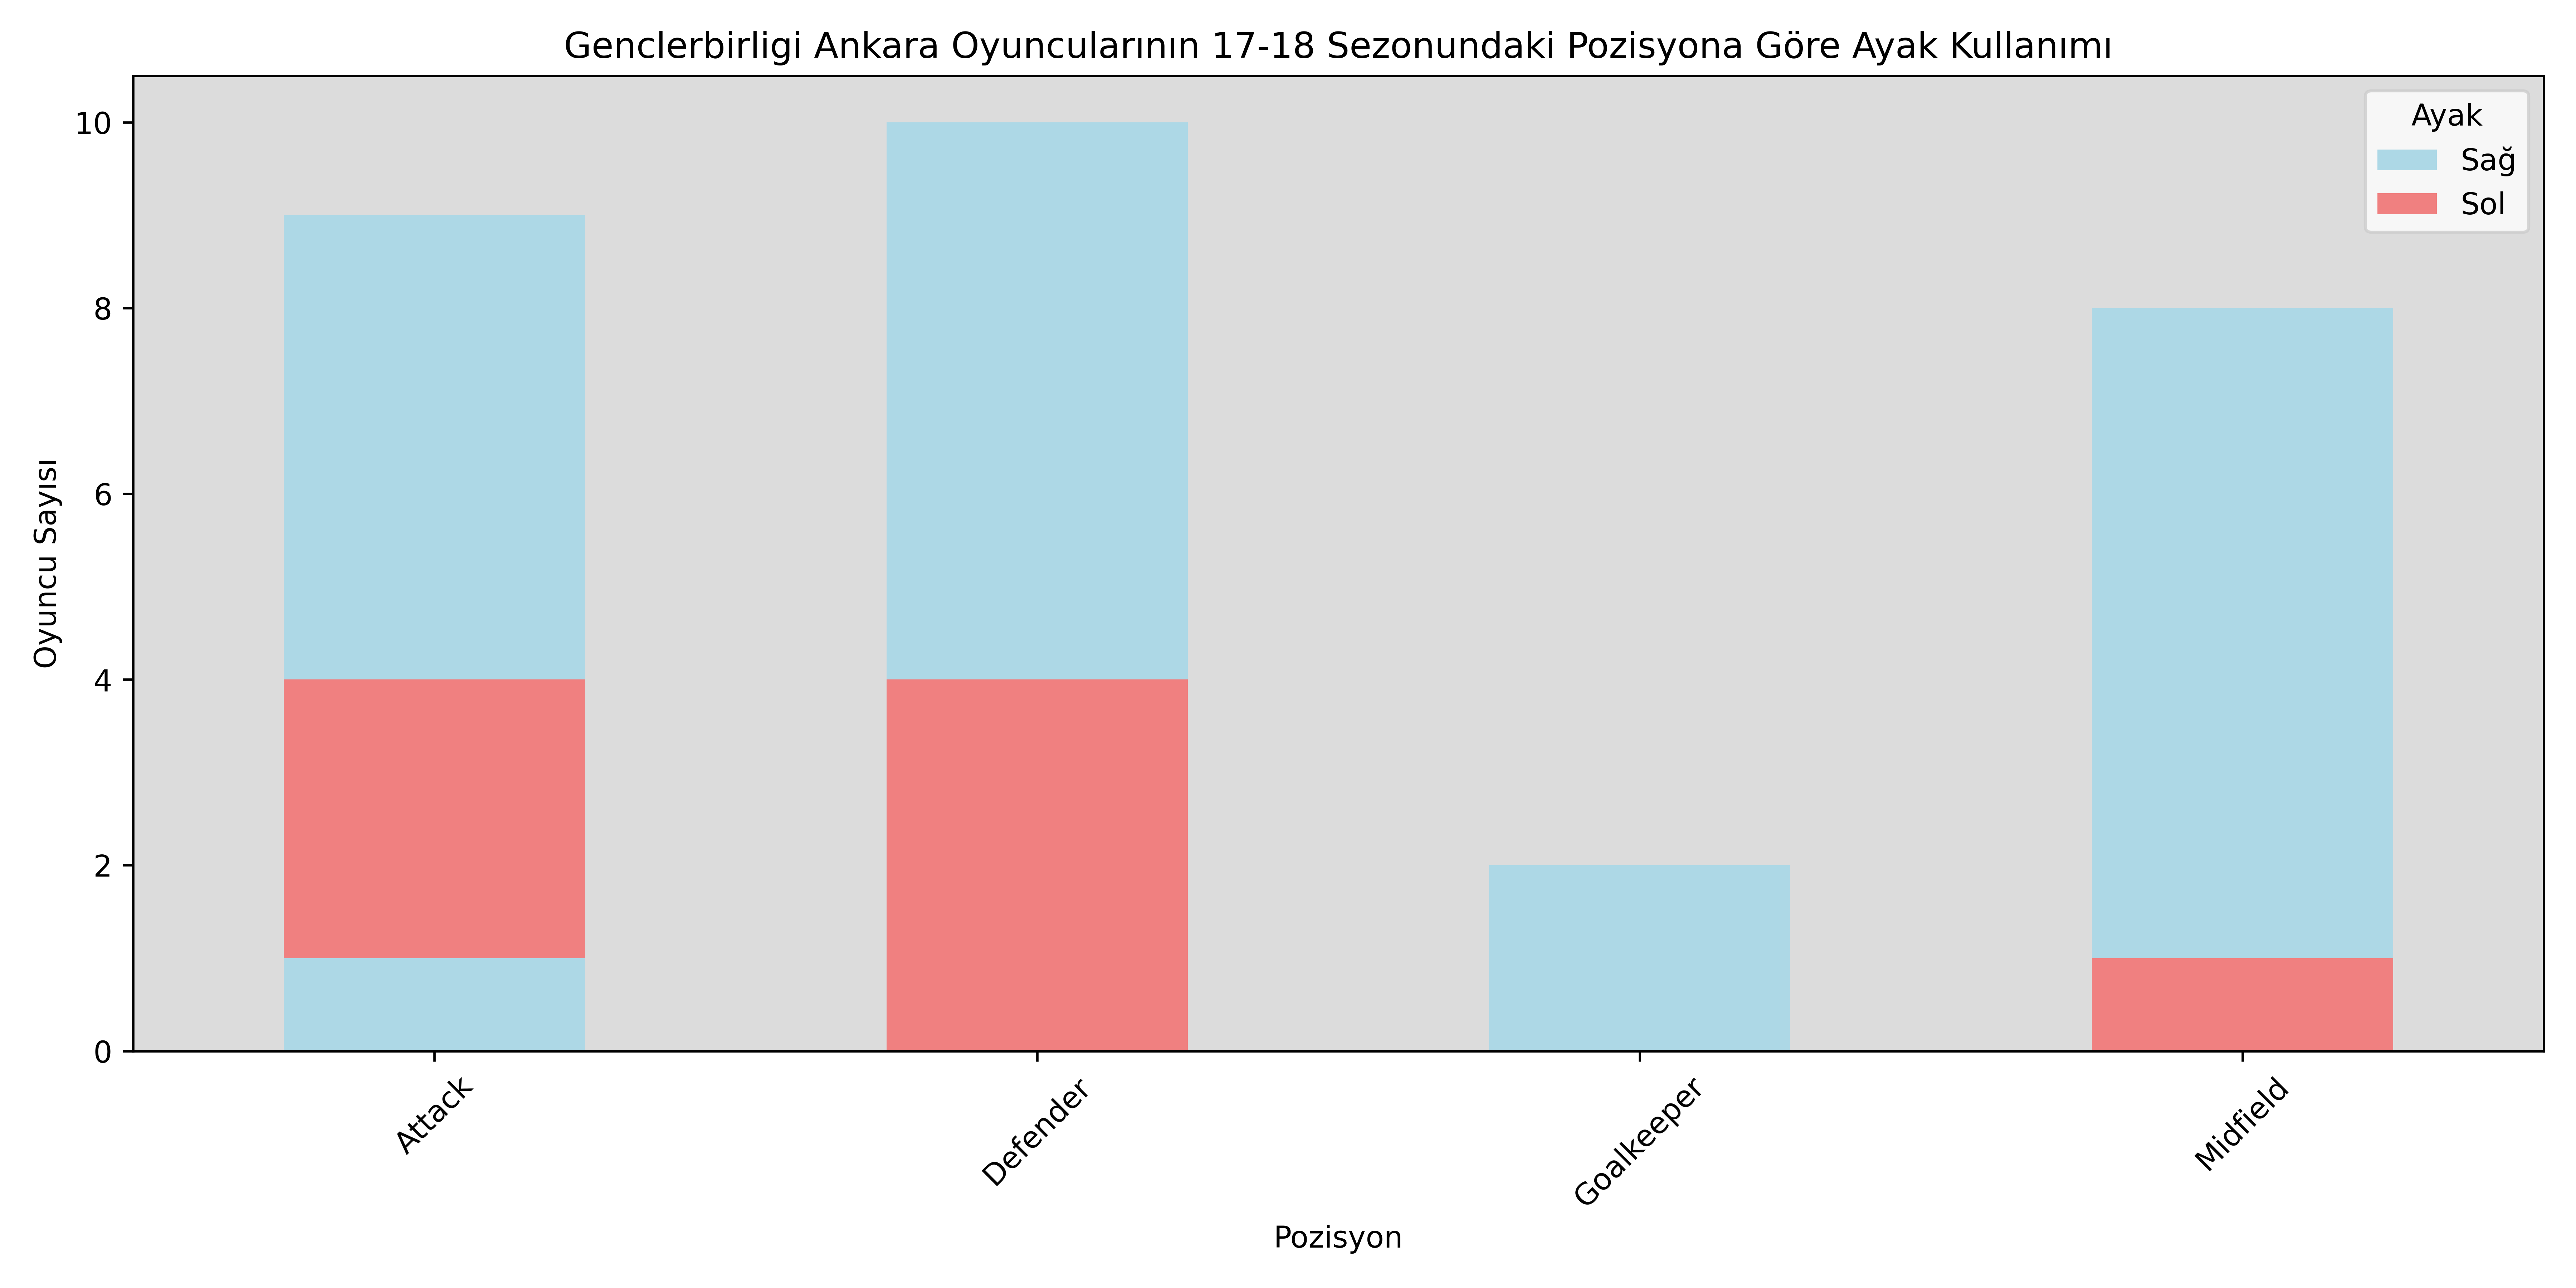 Genclerbirligi Ankara Oyuncularının 17-18 Sezonundaki Pozisyona Göre Ayak Kullanımı
Ayak
Sağ
Sol
Oyuncu Sayısı
10
8
6
4
2
0
Attack
Defender
Goalkeeper
Midfield
Pozisyon